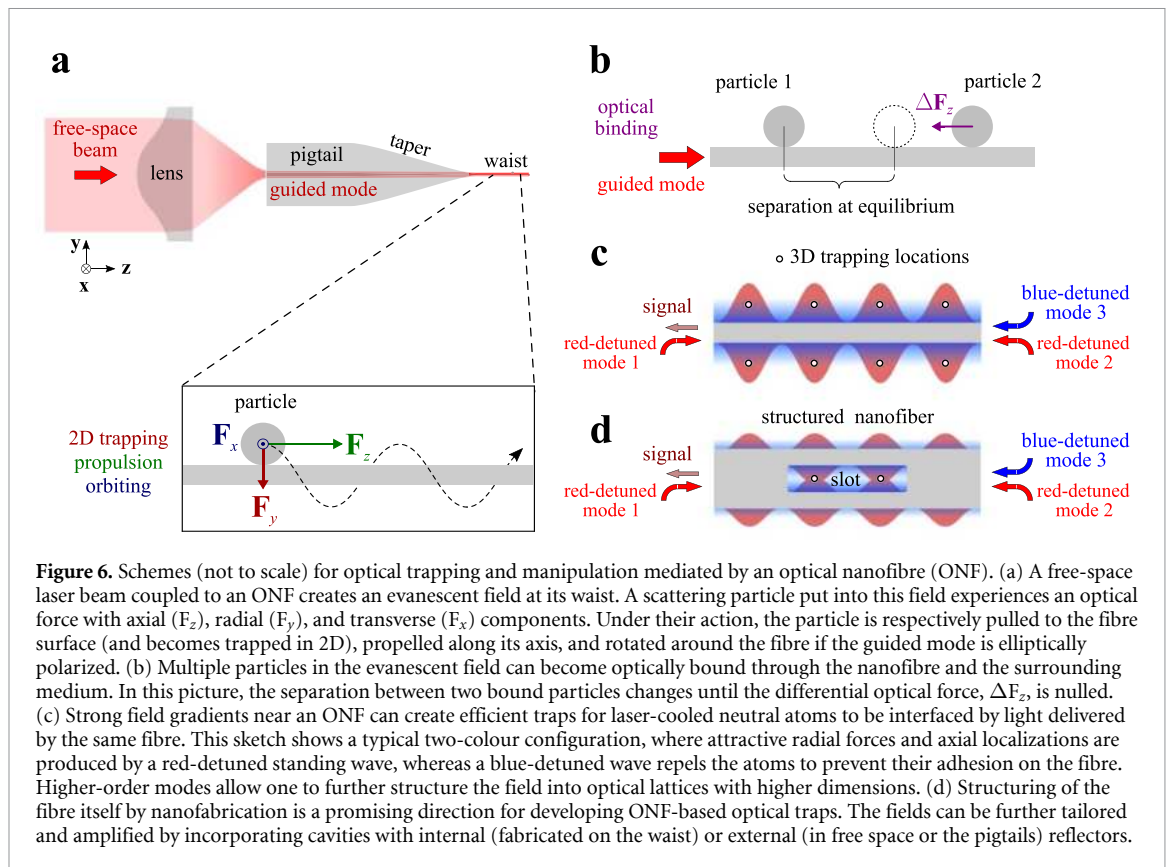 a
free-space
beam
lens
pigtail
taper
guided mode
waist
y
z
x
particle
2D trapping
propulsion
orbiting
Fx
Fz
Fy
b
particle 1
particle 2
optical
binding
ΔFz
guided mode
separation at equilibrium
c
3D trapping locations
signal
blue-detuned
mode 3
red-detuned
mode 1
red-detuned
mode 2
structured nanofiber
d
signal
slot
blue-detuned
mode 3
red-detuned
mode 1
red-detuned
mode 2
Figure 6. Schemes (not to scale) for optical trapping and manipulation mediated by an optical nanofibre (ONF). (a) A free-space
laser beam coupled to an ONF creates an evanescent field at its waist. A scattering particle put into this field experiences an optical
force with axial (Fz), radial (Fy), and transverse (Fx) components. Under their action, the particle is respectively pulled to the fibre
surface (and becomes trapped in 2D), propelled along its axis, and rotated around the fibre if the guided mode is elliptically
polarized. (b) Multiple particles in the evanescent field can become optically bound through the nanofibre and the surrounding
medium. In this picture, the separation between two bound particles changes until the differential optical force, ΔFz, is nulled.
(c) Strong field gradients near an ONF can create efficient traps for laser-cooled neutral atoms to be interfaced by light delivered
by the same fibre. This sketch shows a typical two-colour configuration, where attractive radial forces and axial localizations are
produced by a red-detuned standing wave, whereas a blue-detuned wave repels the atoms to prevent their adhesion on the fibre.
Higher-order modes allow one to further structure the field into optical lattices with higher dimensions. (d) Structuring of the
fibre itself by nanofabrication is a promising direction for developing ONF-based optical traps. The fields can be further tailored
and amplified by incorporating cavities with internal (fabricated on the waist) or external (in free space or the pigtails) reflectors.